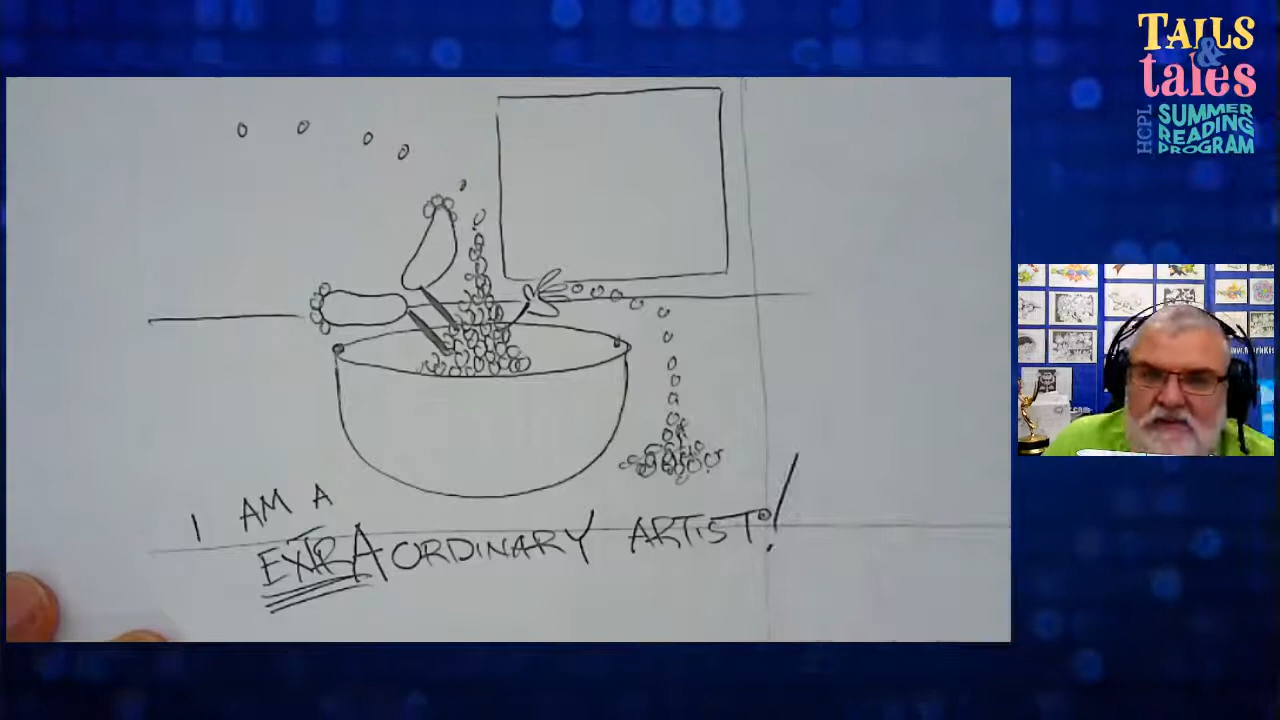 TAILS
&
tales
HCPL SUMMER
READING
PROGRAM
I AM A
EXTRAORDINARY ARTIST!